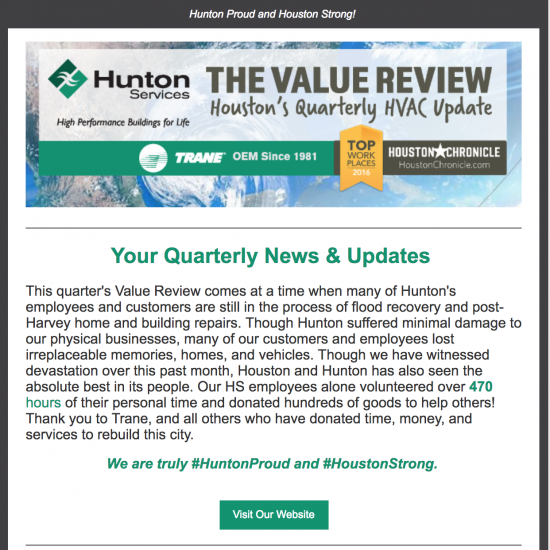 Hunton Proud and Houston Strong!
Hunton
Services
High Performance Buildings for Life
THE VALUE REVIEW
Houston's Quarterly HVAC Update
TRANE® OEM Since 1981
TOP
WORK
PLACES
2016
HOUSTON★CHRONICLE
HoustonChronicle.com
Your Quarterly News & Updates
This quarter's Value Review comes at a time when many of Hunton's
employees and customers are still in the process of flood recovery and post-
Harvey home and building repairs. Though Hunton suffered minimal damage to
our physical businesses, many of our customers and employees lost
irreplaceable memories, homes, and vehicles. Though we have witnessed
devastation over this past month, Houston and Hunton has also seen the
absolute best in its people. Our HS employees alone volunteered over 470
hours of their personal time and donated hundreds of goods to help others!
Thank you to Trane, and all others who have donated time, money, and
services to rebuild this city.
We are truly #HuntonProud and #HoustonStrong.
Visit Our Website